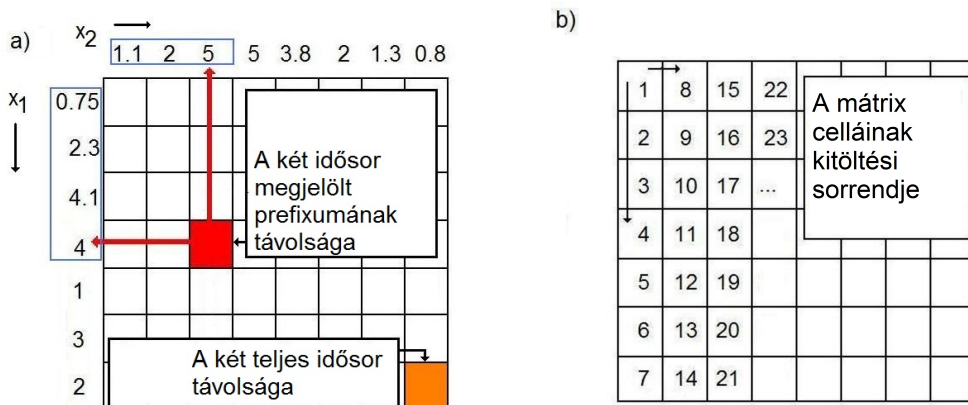 a)
x2
1.1 2 5 5 3.8 2 1.3 0.8
x1
0.75
2.3
4.1
4
1
3
2
A két idősor
megjelölt
prefixumának
távolsága
A két teljes idősor
távolsága
b)
1 8 15 22
2 9 16 23
3 10 17 ...
4 11 18
5 12 19
6 13 20
7 14 21
A mátrix
celláinak
kitöltési
sorrendje